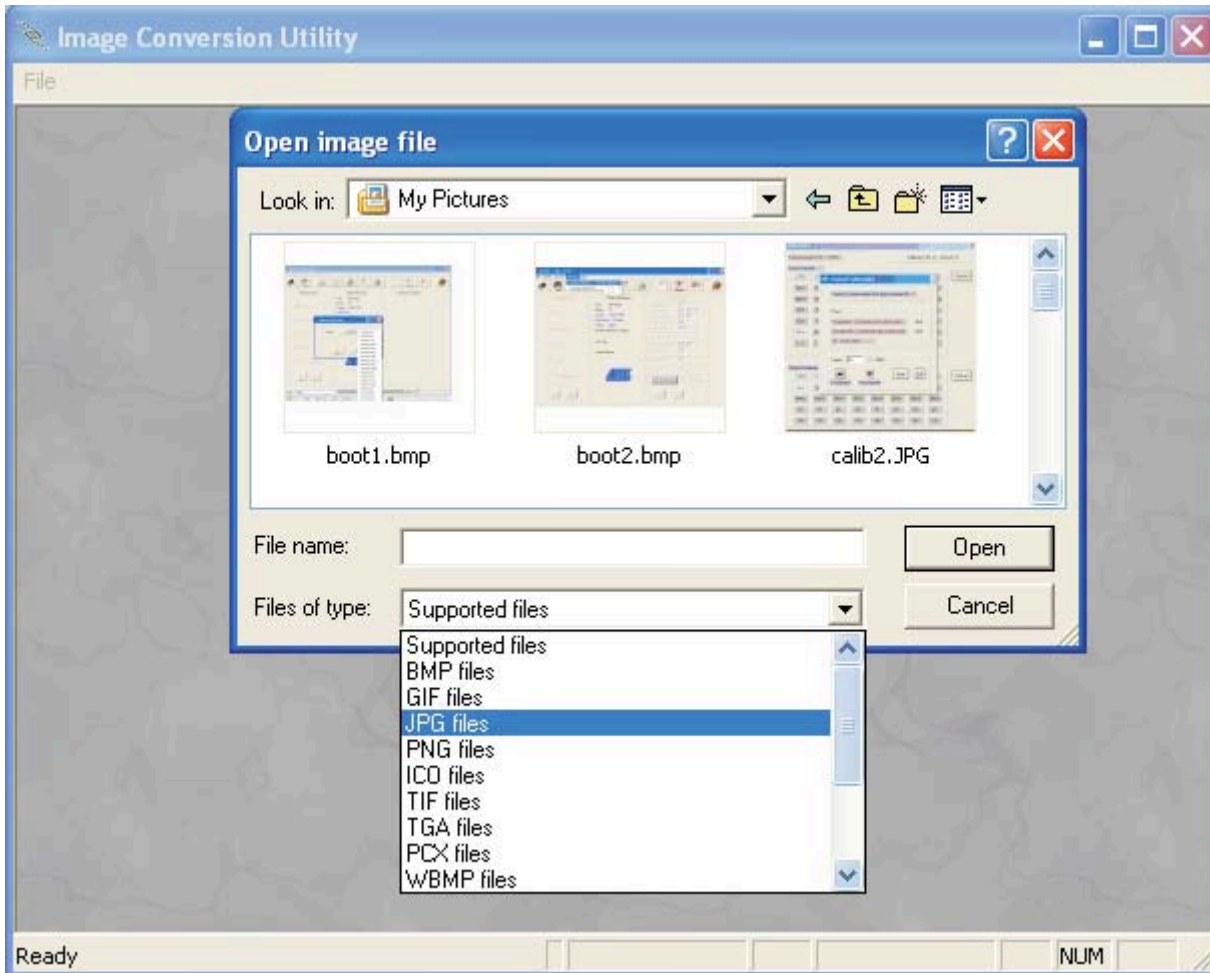 Image Conversion Utility
File
Open image file
Look in: My Pictures
boot1.bmp boot2.bmp calib2.JPG
File name: Open
Files of type: Supported files Cancel
Supported files
BMP files
GIF files
JPG files
PNG files
ICO files
TIF files
TGA files
PCX files
WBMP files
Ready NUM